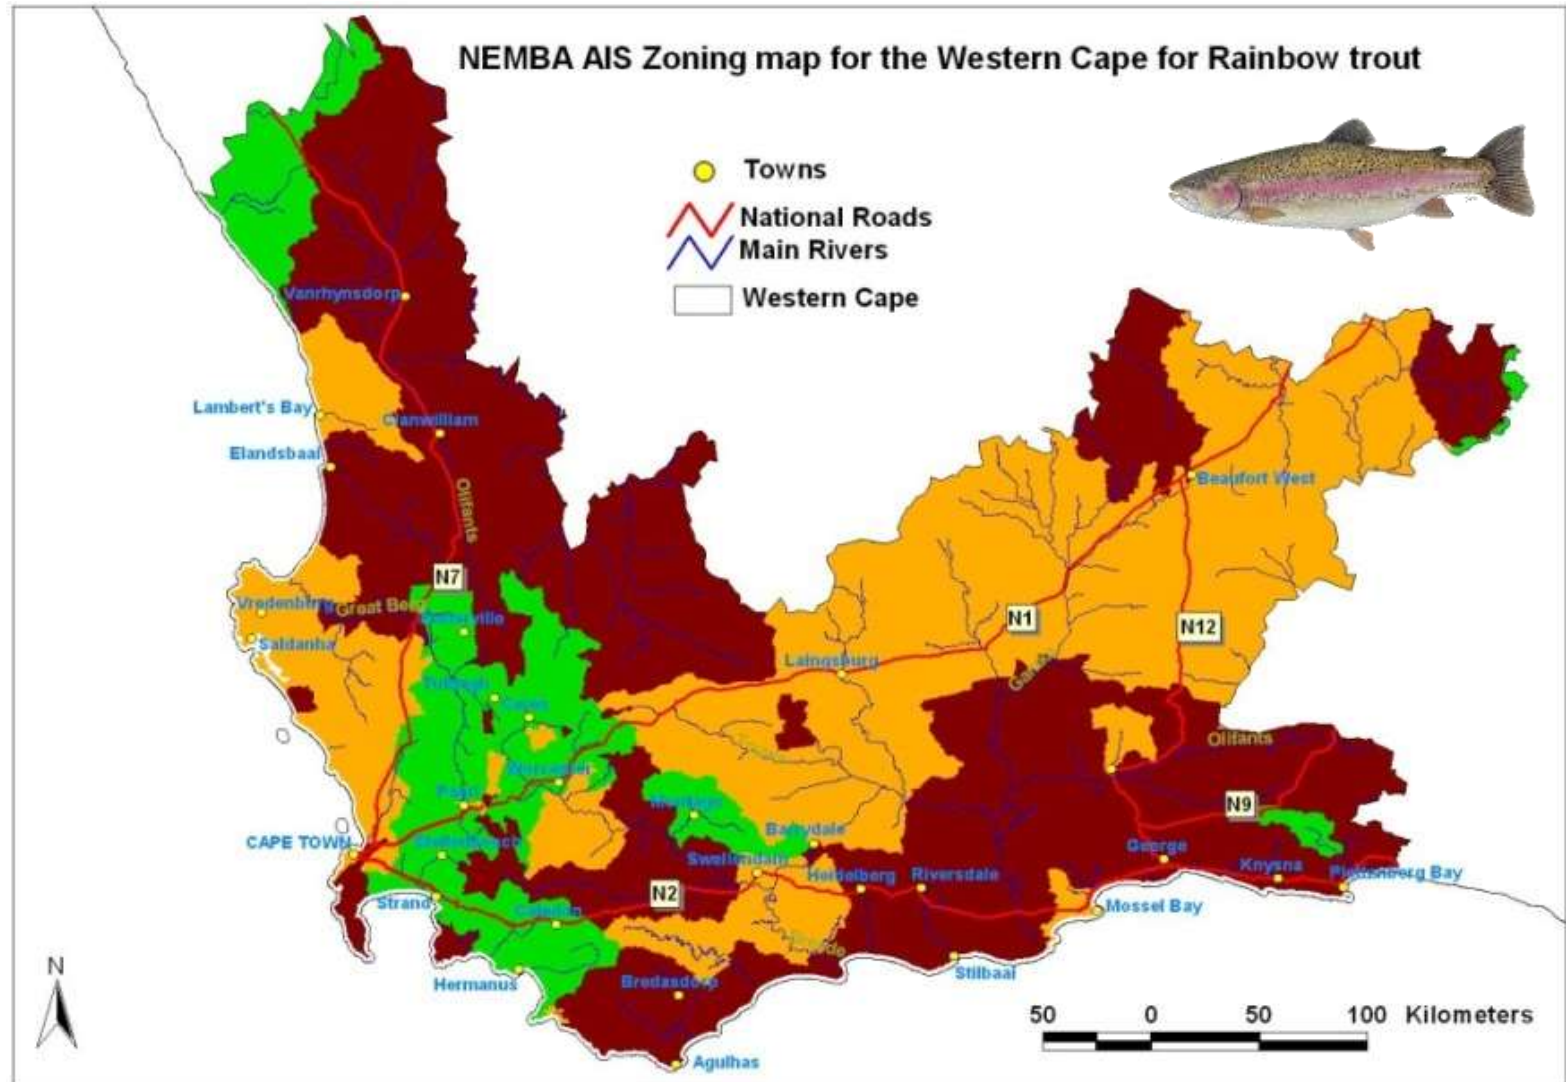 NEMBA AIS Zoning map for the Western Cape for Rainbow trout
Towns
National Roads
Main Rivers
Western Cape
Vanrhynsdorp
Lambert's Bay
Clanwilliam
Elandsbaai
Olifants
Beaufort West
N7
Vredenburg
Great Berg
Saldanha
N1
N12
Laingsburg
Olifants
N9
CAPE TOWN
Barrydale
Swellendam
Heidelberg
Riversdale
George
Knysna
Plettenberg Bay
N2
Strand
Caledon
Mossel Bay
Hermanus
Bredasdorp
Stilbaai
Agulhas
N
50 0 50 100 Kilometers